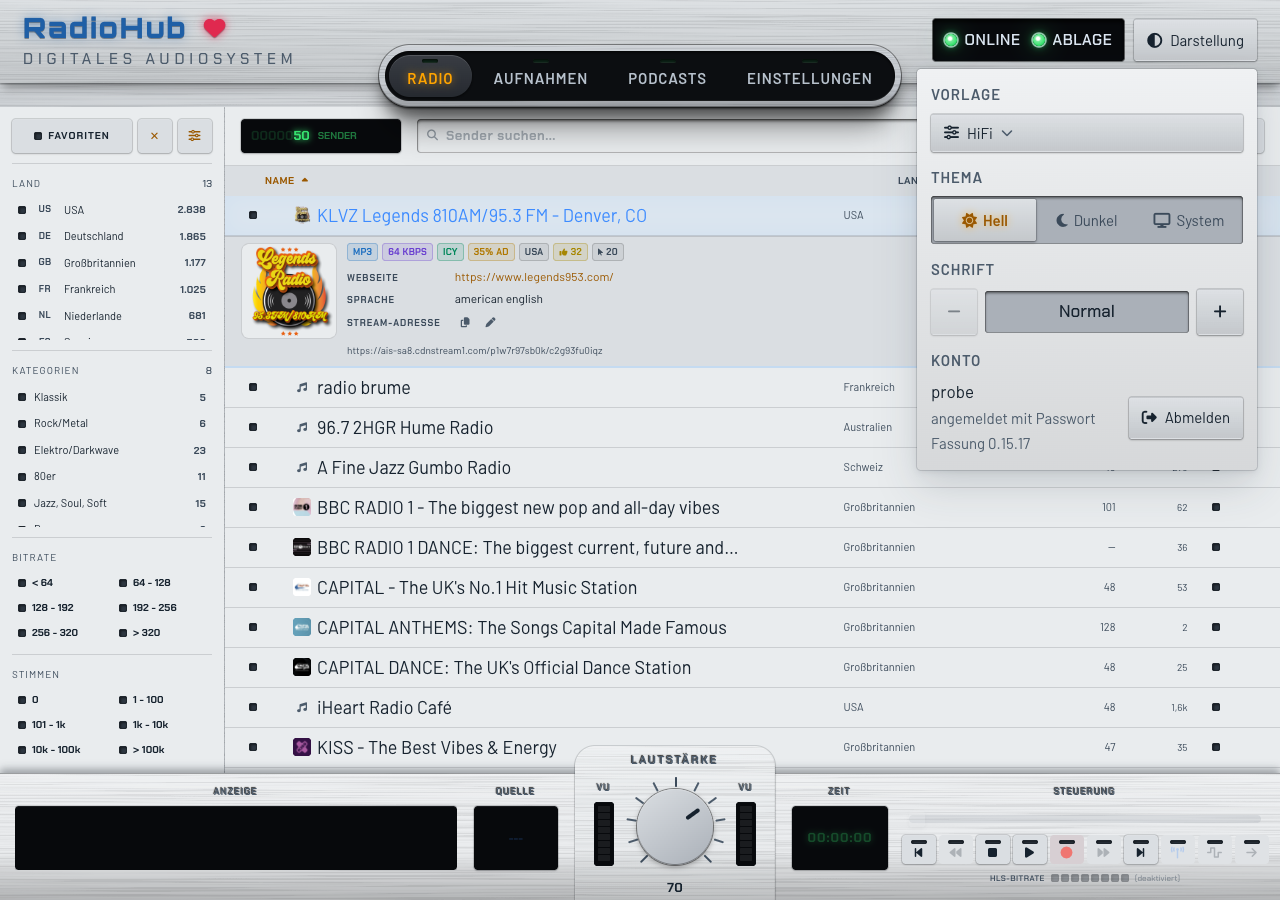 RadioHub
DIGITALES AUDIOSYSTEM
RADIO
AUFNAHMEN
PODCASTS
EINSTELLUNGEN
ONLINE
ABLAGE
Darstellung
VORLAGE
HiFi
THEMA
Hell
Dunkel
System
SCHRIFT
−
Normal
+
KONTO
probe
angemeldet mit Passwort
Fassung 0.15.17
Abmelden
FAVORITEN
×
LAND 13
US USA 2.838
DE Deutschland 1.865
GB Großbritannien 1.177
FR Frankreich 1.025
NL Niederlande 681
KATEGORIEN 8
Klassik 5
Rock/Metal 6
Elektro/Darkwave 23
80er 11
Jazz, Soul, Soft 15
BITRATE
< 64 64 - 128
128 - 192 192 - 256
256 - 320 > 320
STIMMEN
0 1 - 100
101 - 1k 1k - 10k
10k - 100k > 100k
00000050 SENDER
Sender suchen...
NAME LAN
KLVZ Legends 810AM/95.3 FM - Denver, CO USA
Legends Radio
95.3FM/810AM
MP3 64 KBPS ICY 35% AD USA 32 20
WEBSEITE https://www.legends953.com/
SPRACHE american english
STREAM-ADRESSE
https://ais-sa8.cdnstream1.com/p1w7r97sb0k/c2g93fu0iqz
radio brume Frankreich
96.7 2HGR Hume Radio Australien
A Fine Jazz Gumbo Radio Schweiz
BBC RADIO 1 - The biggest new pop and all-day vibes Großbritannien 101 62
BBC RADIO 1 DANCE: The biggest current, future and... Großbritannien — 36
CAPITAL - The UK's No.1 Hit Music Station Großbritannien 48 53
CAPITAL ANTHEMS: The Songs Capital Made Famous Großbritannien 128 2
CAPITAL DANCE: The UK's Official Dance Station Großbritannien 48 25
iHeart Radio Café USA 48 1,6k
KISS - The Best Vibes & Energy Großbritannien 47 35
ANZEIGE
QUELLE
---
LAUTSTÄRKE
VU VU
70
ZEIT
00:00:00
STEUERUNG
HLS-BITRATE (deaktiviert)